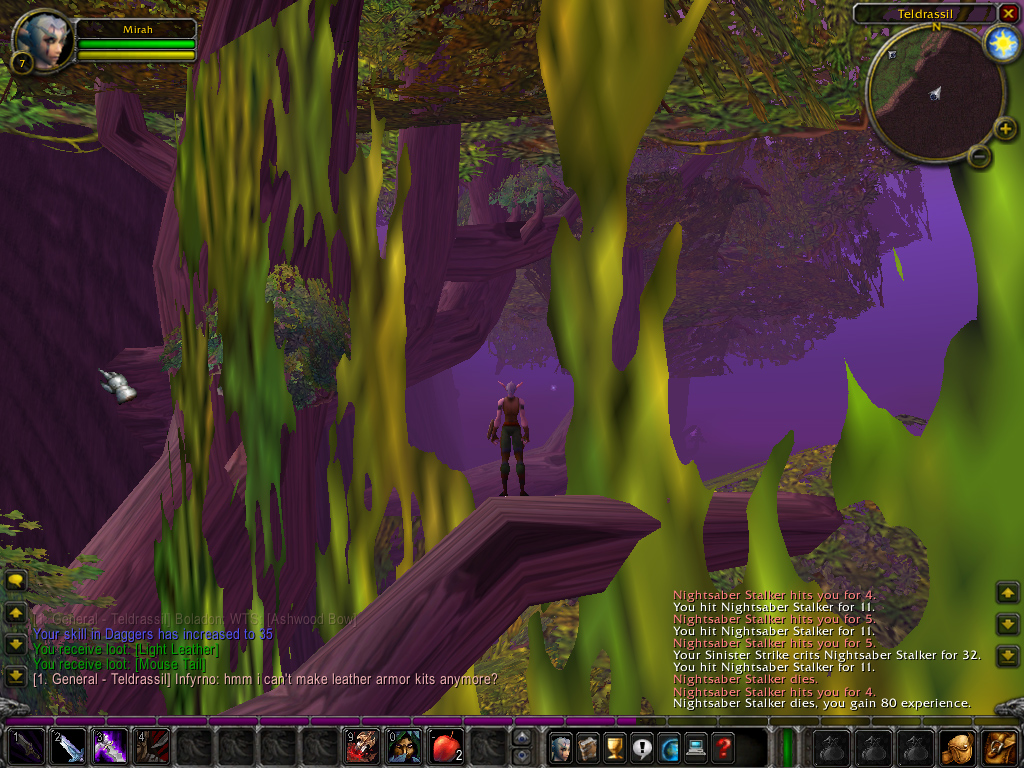 Mirah
7
Teldrassil
N
[1: General - Teldrassil] Boladon: WTS: [Ashwood Bow]
Your skill in Daggers has increased to 35
You receive loot: [Light Leather]
You receive loot: [Mouse Tail]
[1: General - Teldrassil] Infyrno: hmm i can't make leather armor kits anymore?
Nightsaber Stalker hits you for 4.
You hit Nightsaber Stalker for 11.
Nightsaber Stalker hits you for 5.
You hit Nightsaber Stalker for 11.
Nightsaber Stalker hits you for 5.
Your Sinister Strike crits Nightsaber Stalker for 32.
You hit Nightsaber Stalker for 11.
Nightsaber Stalker dies.
Nightsaber Stalker hits you for 4.
Nightsaber Stalker dies, you gain 80 experience.
1 2 3 4 9 0 2